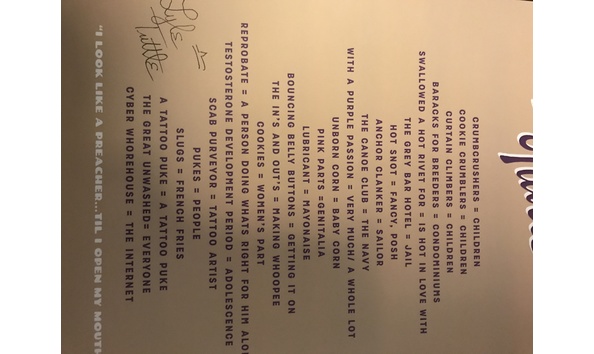 CRUMBCRUSHERS = CHILDREN
COOKIE CRUMBLERS = CHILDREN
CURTAIN CLIMBERS = CHILDREN
BARACKS FOR BREEDERS = CONDOMINIUMS
SWALLOWED A HOT RIVET FOR = IS HOT IN LOVE WITH
THE GREY BAR HOTEL = JAIL
HOT SNOT = FANCY, POSH
ANCHOR CLANKER = SAILOR
THE CANOE CLUB = THE NAVY
WITH A PURPLE PASSION = VERY MUCH/ A WHOLE LOT
UNBORN CORN = BABY CORN
PINK PARTS =GENITALIA
LUBRICANT = MAYONAISE
BOUNCING BELLY BUTTONS = GETTING IT ON
THE IN'S AND OUT'S = MAKING WHOOPEE
COOKIES = WOMEN'S PART
REPROBATE = A PERSON DOING WHATS RIGHT FOR HIM ALO
TESTOSTERONE DEVELOPMENT PERIOD = ADOLESCENCE
SCAB PURVEYOR = TATTOO ARTIST
PUKES = PEOPLE
SLUGS = FRENCH FRIES
A TATTOO PUKE = A TATTOO PUKE
THE GREAT UNWASHED= EVERYONE
CYBER WHOREHOUSE = THE INTERNET
Lyle Tuttle
"I LOOK LIKE A PREACHER...TIL I OPEN MY MOUTH